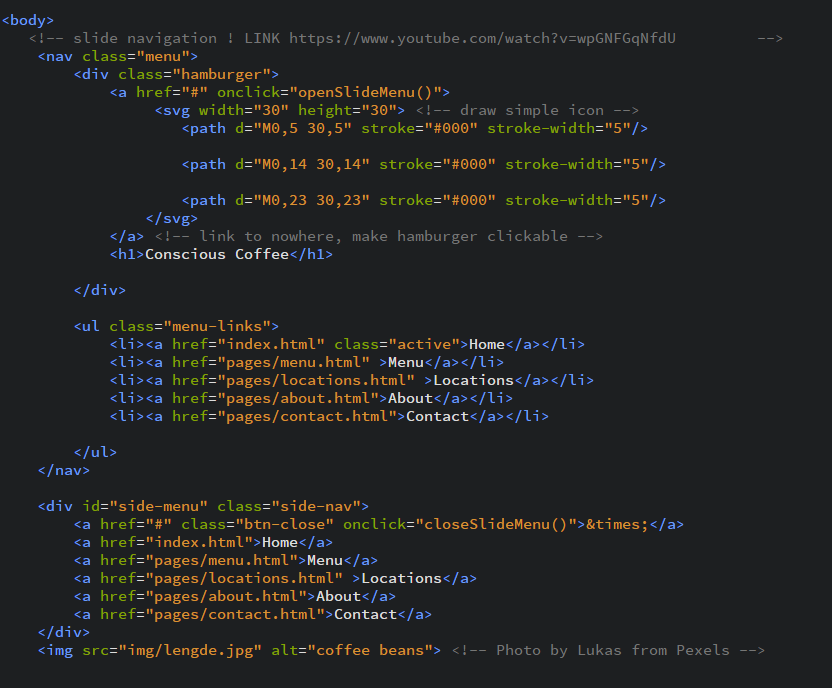 <body>
<!-- slide navigation ! LINK https://www.youtube.com/watch?v=wpGNFGqNfdU -->
<nav class="menu">
<div class="hamburger">
<a href="#" onclick="openSlideMenu()">
<svg width="30" height="30"> <!-- draw simple icon -->
<path d="M0,5 30,5" stroke="#000" stroke-width="5"/>
<path d="M0,14 30,14" stroke="#000" stroke-width="5"/>
<path d="M0,23 30,23" stroke="#000" stroke-width="5"/>
</svg>
</a> <!-- link to nowhere, make hamburger clickable -->
<h1>Conscious Coffee</h1>
</div>
<ul class="menu-links">
<li><a href="index.html" class="active">Home</a></li>
<li><a href="pages/menu.html" >Menu</a></li>
<li><a href="pages/locations.html" >Locations</a></li>
<li><a href="pages/about.html">About</a></li>
<li><a href="pages/contact.html">Contact</a></li>
</ul>
</nav>
<div id="side-menu" class="side-nav">
<a href="#" class="btn-close" onclick="closeSlideMenu()">&times;</a>
<a href="index.html">Home</a>
<a href="pages/menu.html">Menu</a>
<a href="pages/locations.html" >Locations</a>
<a href="pages/about.html">About</a>
<a href="pages/contact.html">Contact</a>
</div>
<img src="img/lengde.jpg" alt="coffee beans"> <!-- Photo by Lukas from Pexels -->